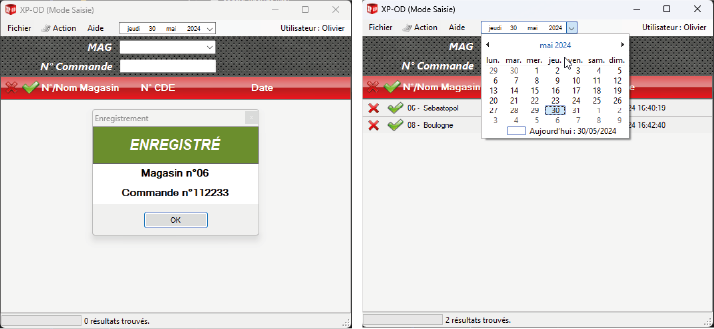 XP-OD (Mode Saisie)
Fichier Action Aide jeudi 30 mai 2024 Utilisateur : Olivier
MAG
N° Commande
N°/Nom Magasin N° CDE Date
Enregistrement
ENREGISTRÉ
Magasin n°06
Commande n°112233
OK
0 résultats trouvés.
XP-OD (Mode Saisie)
Fichier Action Aide jeudi 30 mai 2024 Utilisateur : Olivier
MAG
N° Commande
mai 2024
lun. mar. mer. jeu. ven. sam. dim.
29 30 1 2 3 4 5
6 7 8 9 10 11 12
13 14 15 16 17 18 19
20 21 22 23 24 25 26
27 28 29 30 31 1 2
3 4 5 6 7 8 9
Aujourd'hui : 30/05/2024
N°/Nom Magasin
06 - Sebaatopol 24 16:40:19
08 - Boulogne 24 16:42:40
2 résultats trouvés.